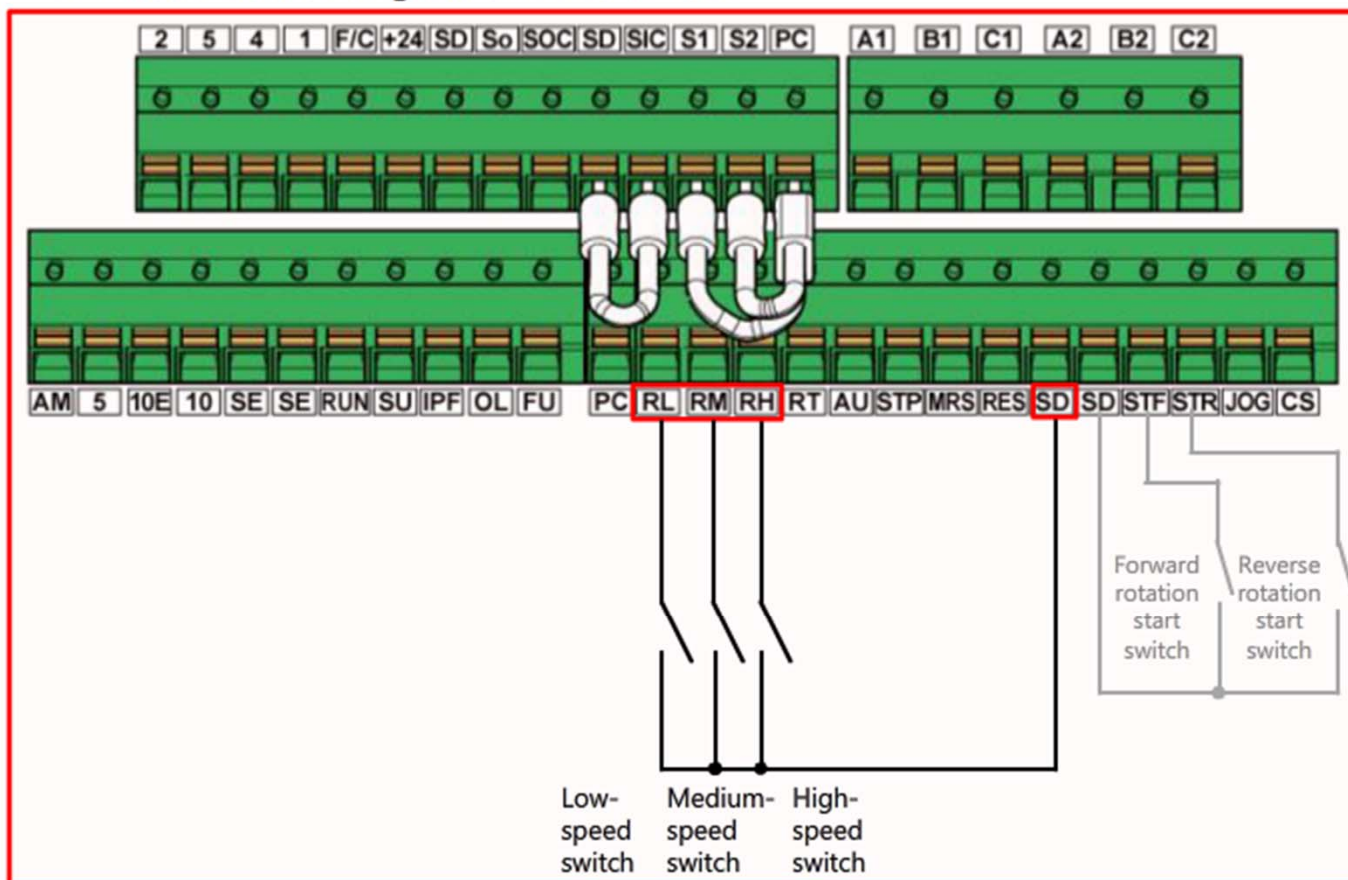 2 5 4 1 F/C +24 SD So SOC SD SIC S1 S2 PC A1 B1 C1 A2 B2 C2
AM 5 10E 10 SE SE RUN SU IPF OL FU PC RL RM RH RT AU STP MRS RES SD SD STF STR JOG CS
Forward
rotation
start
switch
Reverse
rotation
start
switch
Low-
speed
switch
Medium-
speed
switch
High-
speed
switch